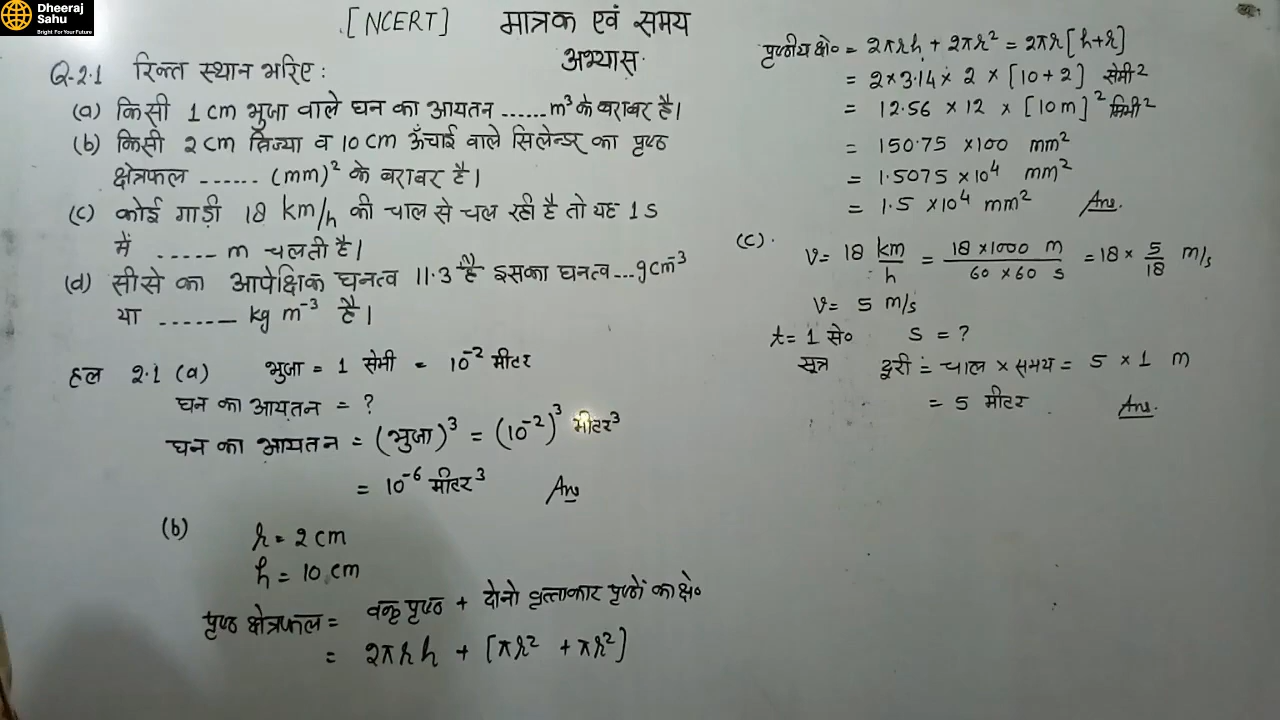 Dheeraj
Sahu
Bright For Your Future
[NCERT] मात्रक एवं समय
अभ्यास.
Q.2.1 रिक्त स्थान भरिए :
(a) किसी 1 cm भुजा वाले घन का आयतन ...... m³ के बराबर है।
(b) किसी 2 cm त्रिज्या व 10 cm ऊँचाई वाले सिलेन्डर का पृष्ठ
क्षेत्रफल ...... (mm)² के बराबर है।
(c) कोई गाड़ी 18 km/h की चाल से चल रही है तो यह 1 s
में ...... m चलती है।
(d) सीसे का आपेक्षिक घनत्व 11.3 है इसका घनत्व ... g cm⁻³
या ...... kg m⁻³ है।
हल 2.1 (a) भुजा = 1 सेमी = 10⁻² मीटर
घन का आयतन = ?
घन का आयतन = (भुजा)³ = (10⁻²)³ मीटर³
= 10⁻⁶ मीटर³ Ans
(b) r = 2 cm
h = 10 cm
पृष्ठ क्षेत्रफल = वक्र पृष्ठ + दोनो वृत्ताकार पृष्ठों का क्षे०
= 2πrh + [πr² + πr²]
पृष्ठीय क्षे० = 2πrh + 2πr² = 2πr[h+r]
= 2×3.14 × 2 × [10+2] सेमी²
= 12.56 × 12 × [10m]² मिमी²
= 150.75 × 100 mm²
= 1.5075 × 10⁴ mm²
= 1.5 × 10⁴ mm² Ans.
(c). v = 18 km/h = 18 × 1000 m / 60 × 60 s = 18 × 5/18 m/s
v = 5 m/s
t = 1 से० s = ?
सूत्र दूरी = चाल × समय = 5 × 1 m
= 5 मीटर Ans.